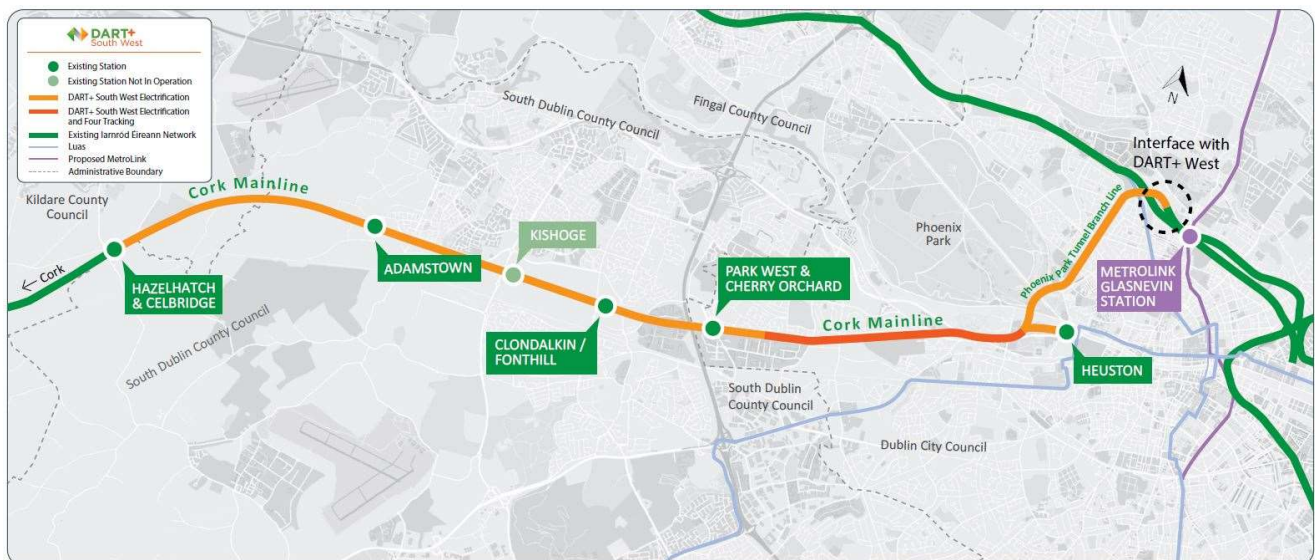 DART+
South West
Existing Station
Existing Station Not In Operation
DART+ South West Electrification
DART+ South West Electrification
and Four Tracking
Existing Iarnród Éireann Network
Luas
Proposed MetroLink
Administrative Boundary
South Dublin County Council
Fingal County Council
N
Interface with
DART+ West
Kildare County
Council
Cork Mainline
← Cork
HAZELHATCH
& CELBRIDGE
ADAMSTOWN
KISHOGE
CLONDALKIN /
FONTHILL
PARK WEST &
CHERRY ORCHARD
Cork Mainline
Phoenix
Park
Phoenix Park Tunnel Branch Line
METROLINK
GLASNEVIN
STATION
HEUSTON
South Dublin County Council
South Dublin
County Council
Dublin City Council